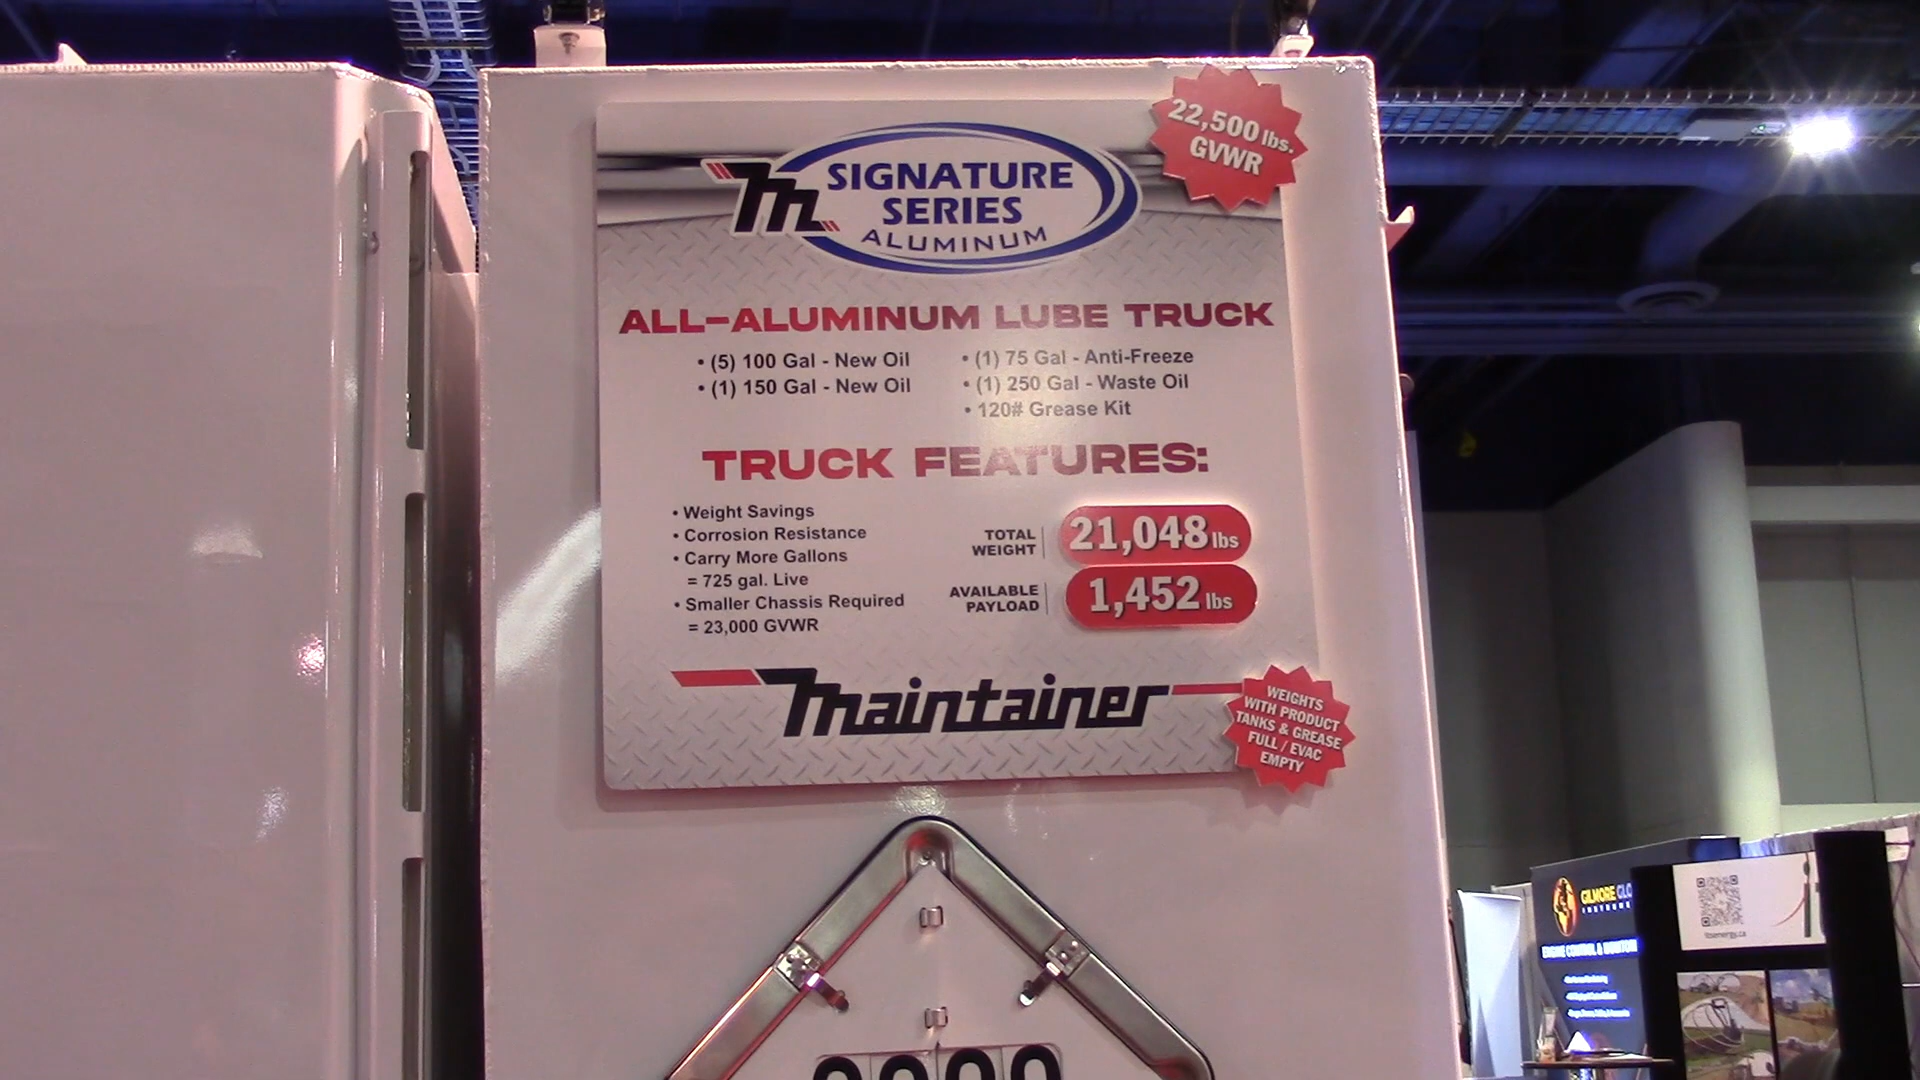 22,500 lbs.
GVWR
m
SIGNATURE
SERIES
ALUMINUM
ALL-ALUMINUM LUBE TRUCK
• (5) 100 Gal - New Oil
• (1) 150 Gal - New Oil
• (1) 75 Gal - Anti-Freeze
• (1) 250 Gal - Waste Oil
• 120# Grease Kit
TRUCK FEATURES:
• Weight Savings
• Corrosion Resistance
• Carry More Gallons
= 725 gal. Live
• Smaller Chassis Required
= 23,000 GVWR
TOTAL
WEIGHT
21,048 lbs
AVAILABLE
PAYLOAD
1,452 lbs
maintainer
WEIGHTS
WITH PRODUCT
TANKS & GREASE
FULL / EVAC
EMPTY
GILMORE GLO